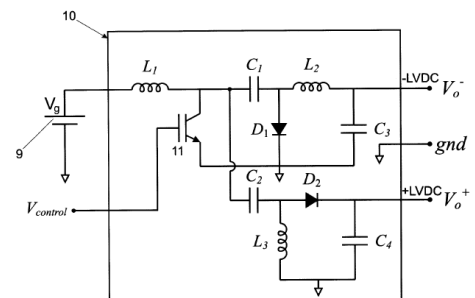 10
L1
C1
L2
-LVDC
Vo-
Vg
D1
C3
9
11
gnd
C2
D2
+LVDC
Vo+
Vcontrol
L3
C4